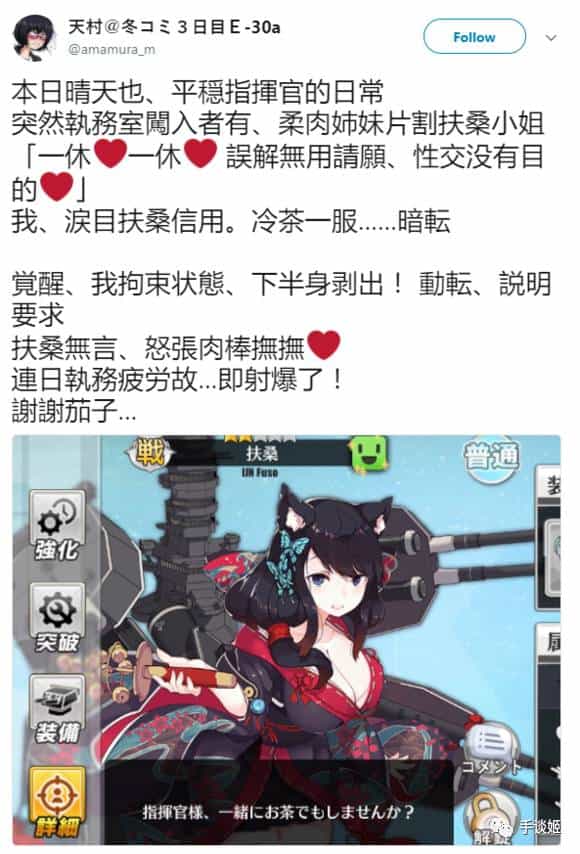 天村@冬コミ3日目E-30a
@amamura_m
Follow
本日晴天也、平穏指揮官的日常
突然執務室闖入者有、柔肉姉妹片割扶桑小姐
「一休❤一休❤ 誤解無用請願、性交没有目
的❤」
我、涙目扶桑信用。冷茶一服……暗転
覚醒、我拘束状態、下半身剥出！ 動転、説明
要求
扶桑無言、怒張肉棒撫撫❤
連日執務疲労故…即射爆了！
謝謝茄子…
戦
扶桑
IJN Fuso
普通
装
強化
突破
装備
詳細
属
コメント
解錠
指揮官様、一緒にお茶でもしませんか？
手谈姬